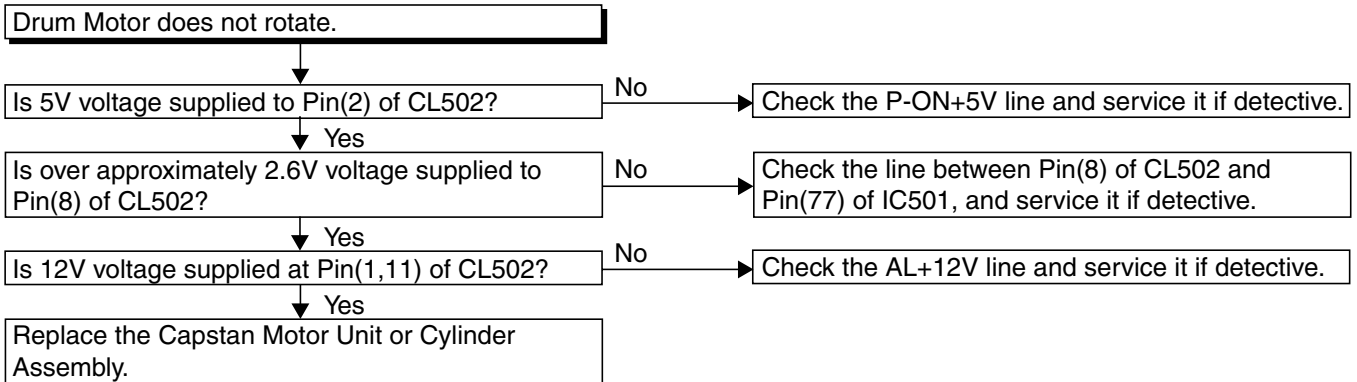 Drum Motor does not rotate.
Is 5V voltage supplied to Pin(2) of CL502?
No
Check the P-ON+5V line and service it if detective.
Yes
Is over approximately 2.6V voltage supplied to
Pin(8) of CL502?
No
Check the line between Pin(8) of CL502 and
Pin(77) of IC501, and service it if detective.
Yes
Is 12V voltage supplied at Pin(1,11) of CL502?
No
Check the AL+12V line and service it if detective.
Yes
Replace the Capstan Motor Unit or Cylinder
Assembly.